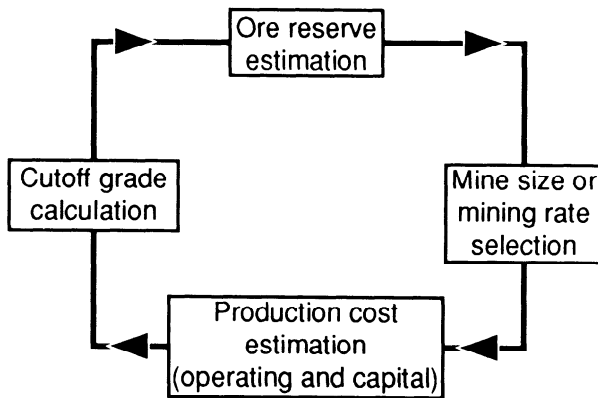 Ore reserve
estimation
Cutoff grade
calculation
Mine size or
mining rate
selection
Production cost
estimation
(operating and capital)